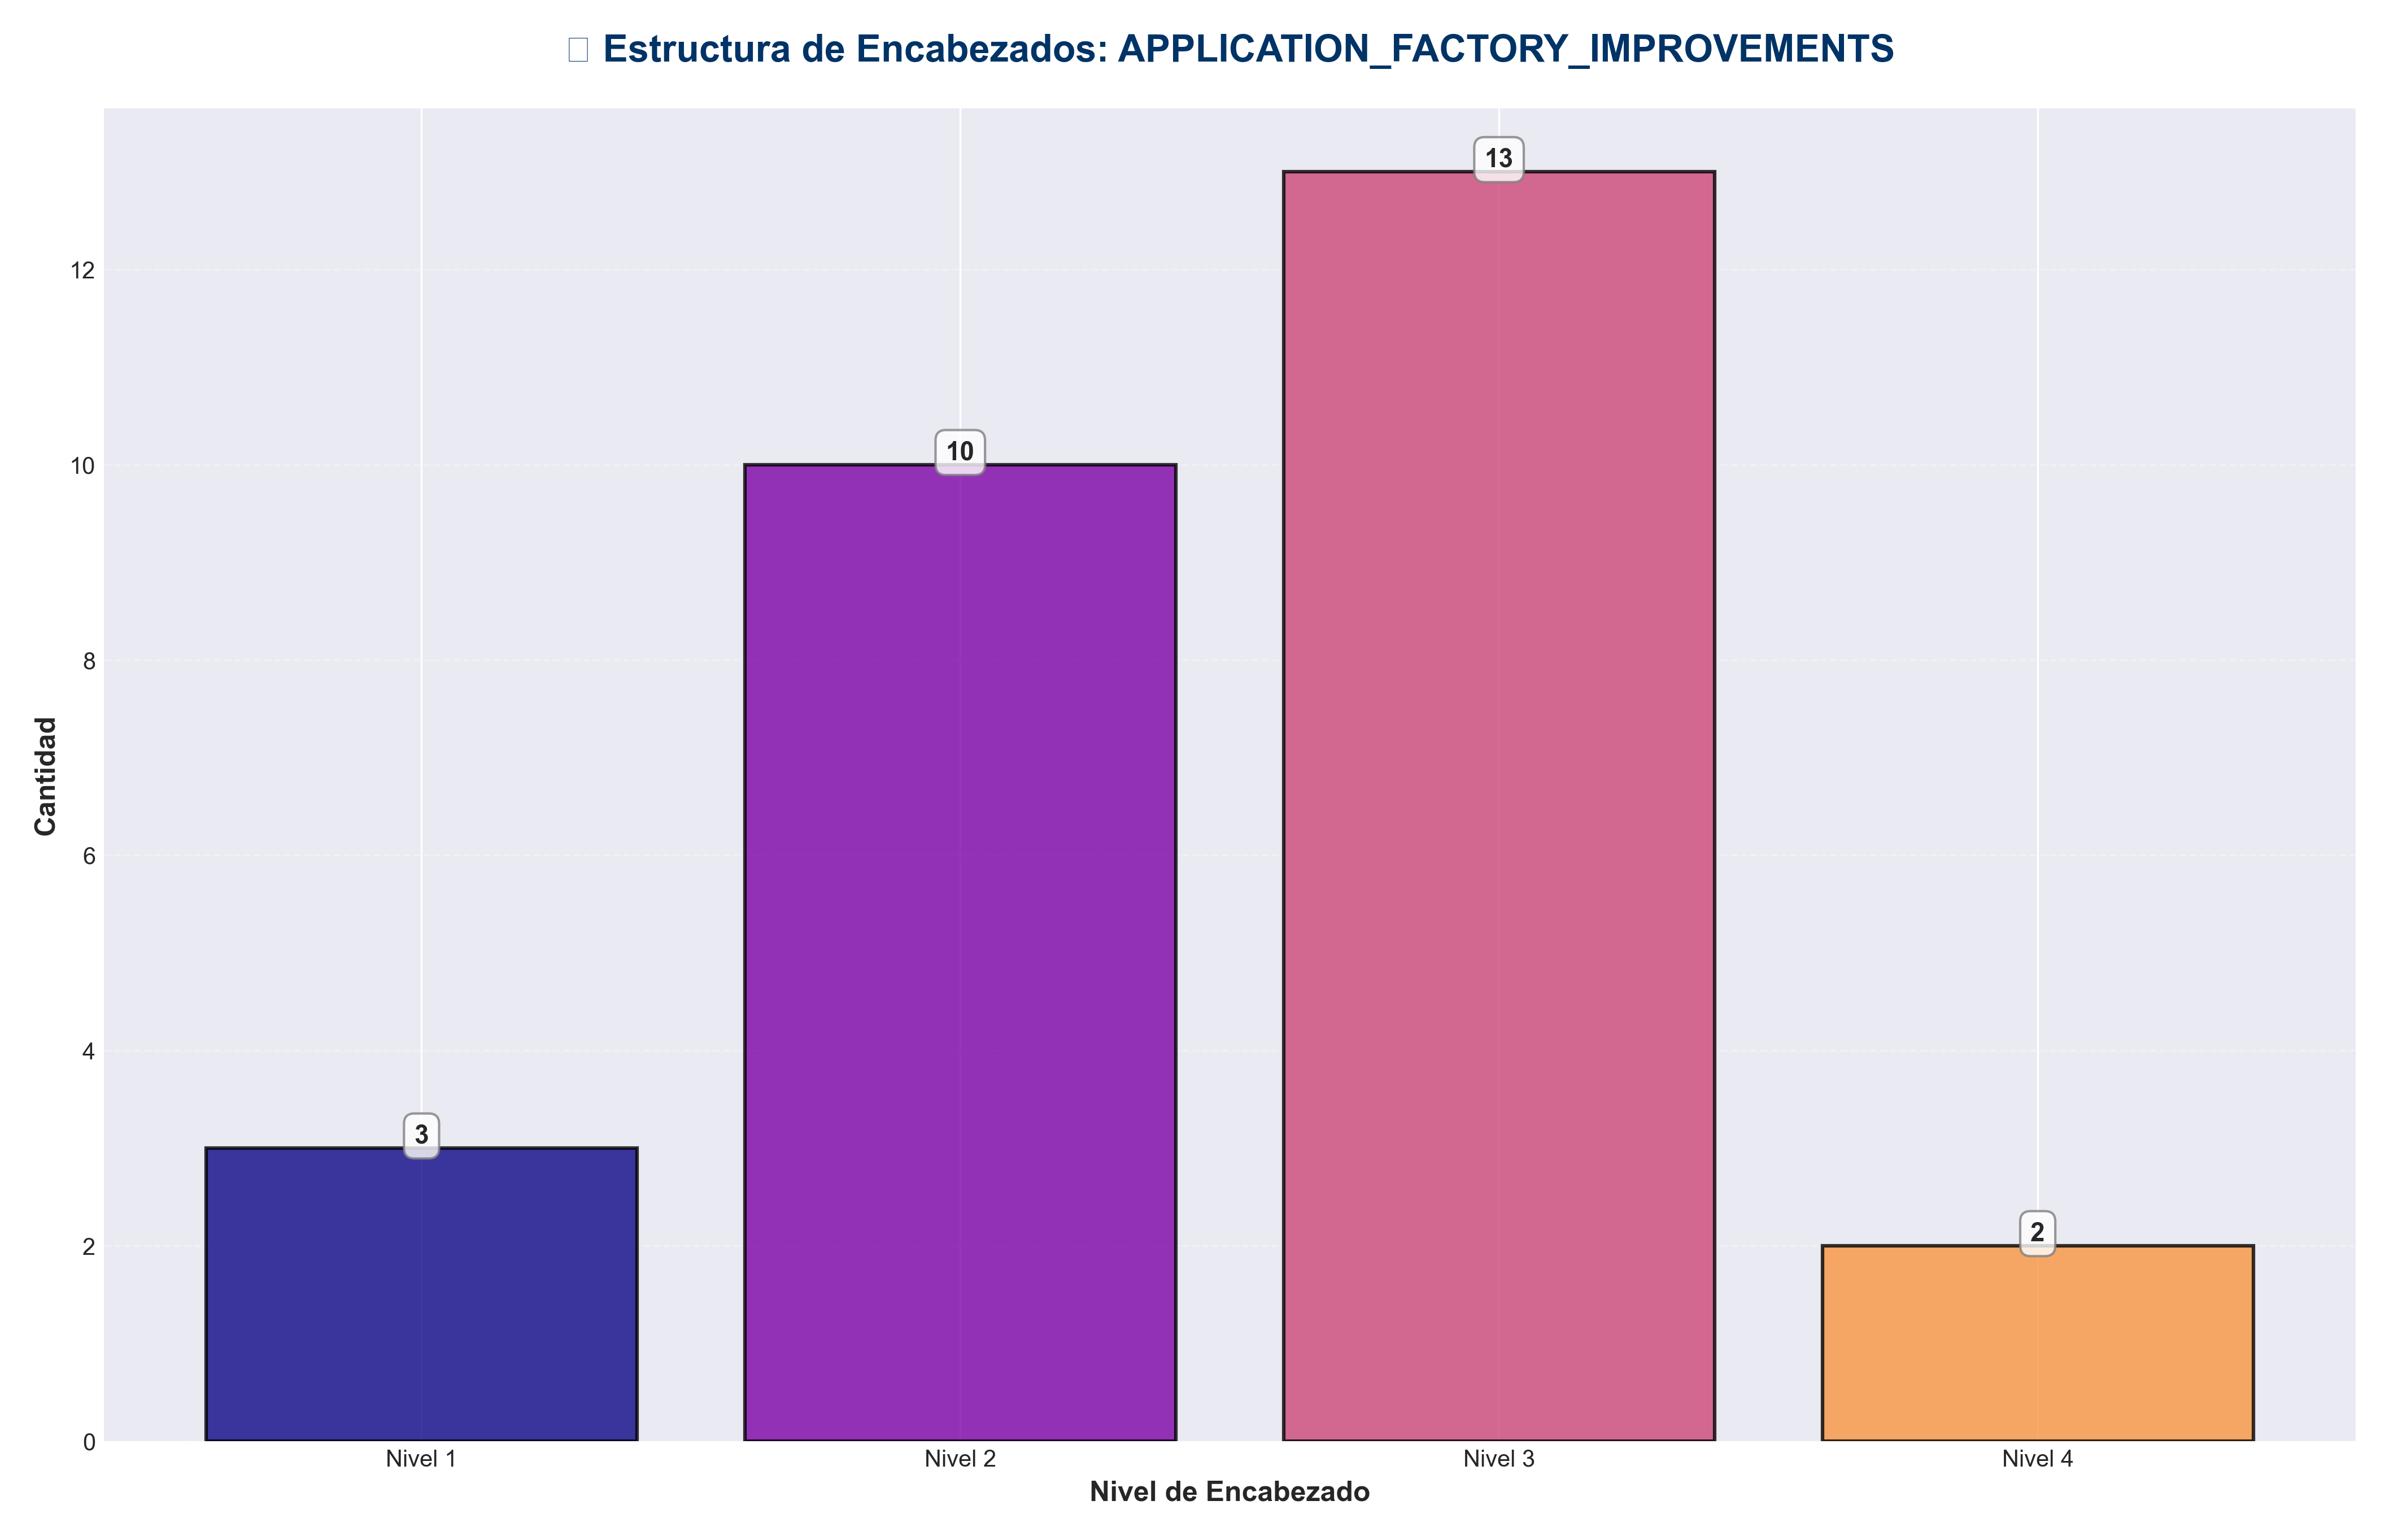 Estructura de Encabezados: APPLICATION_FACTORY_IMPROVEMENTS
13
12
10
10
8
Cantidad
6
4
3
2
2
0
Nivel 1 Nivel 2 Nivel 3 Nivel 4
Nivel de Encabezado